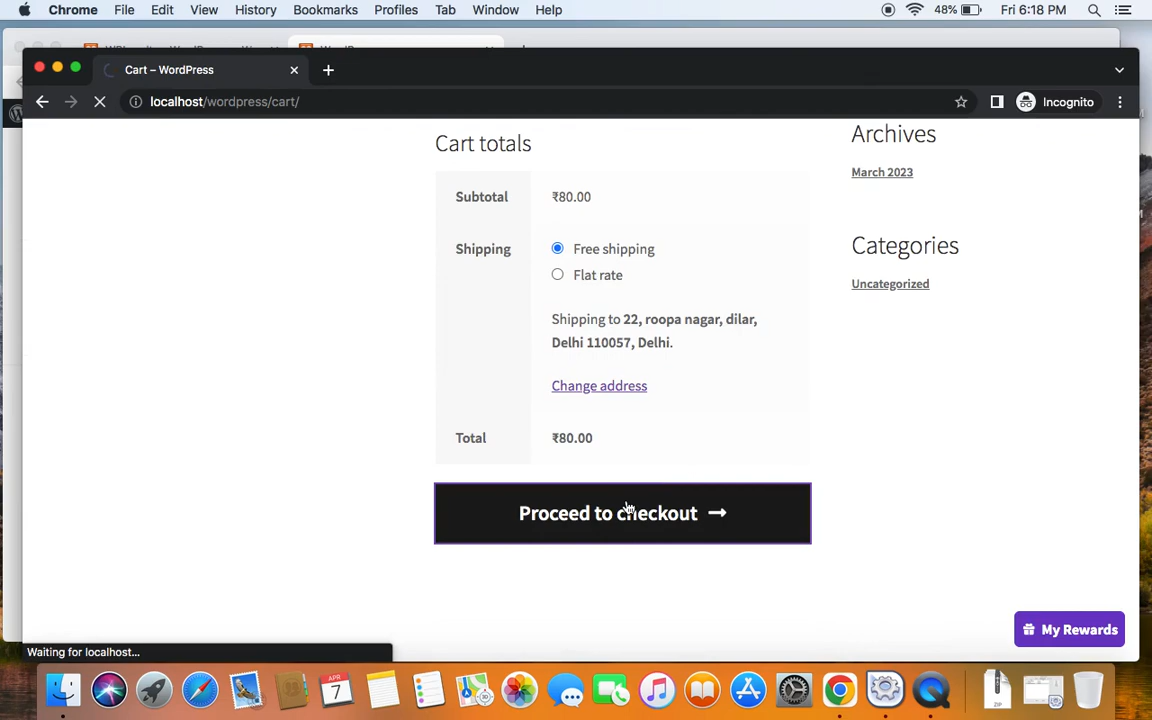 Chrome File Edit View History Bookmarks Profiles Tab Window Help 48% Fri 6:18 PM
Cart – WordPress
localhost/wordpress/cart/ Incognito
Cart totals
Subtotal ₹80.00
Shipping Free shipping
Flat rate
Shipping to 22, roopa nagar, dilar,
Delhi 110057, Delhi.
Change address
Total ₹80.00
Proceed to checkout →
Archives
March 2023
Categories
Uncategorized
My Rewards
Waiting for localhost...
APR
7
ZIP